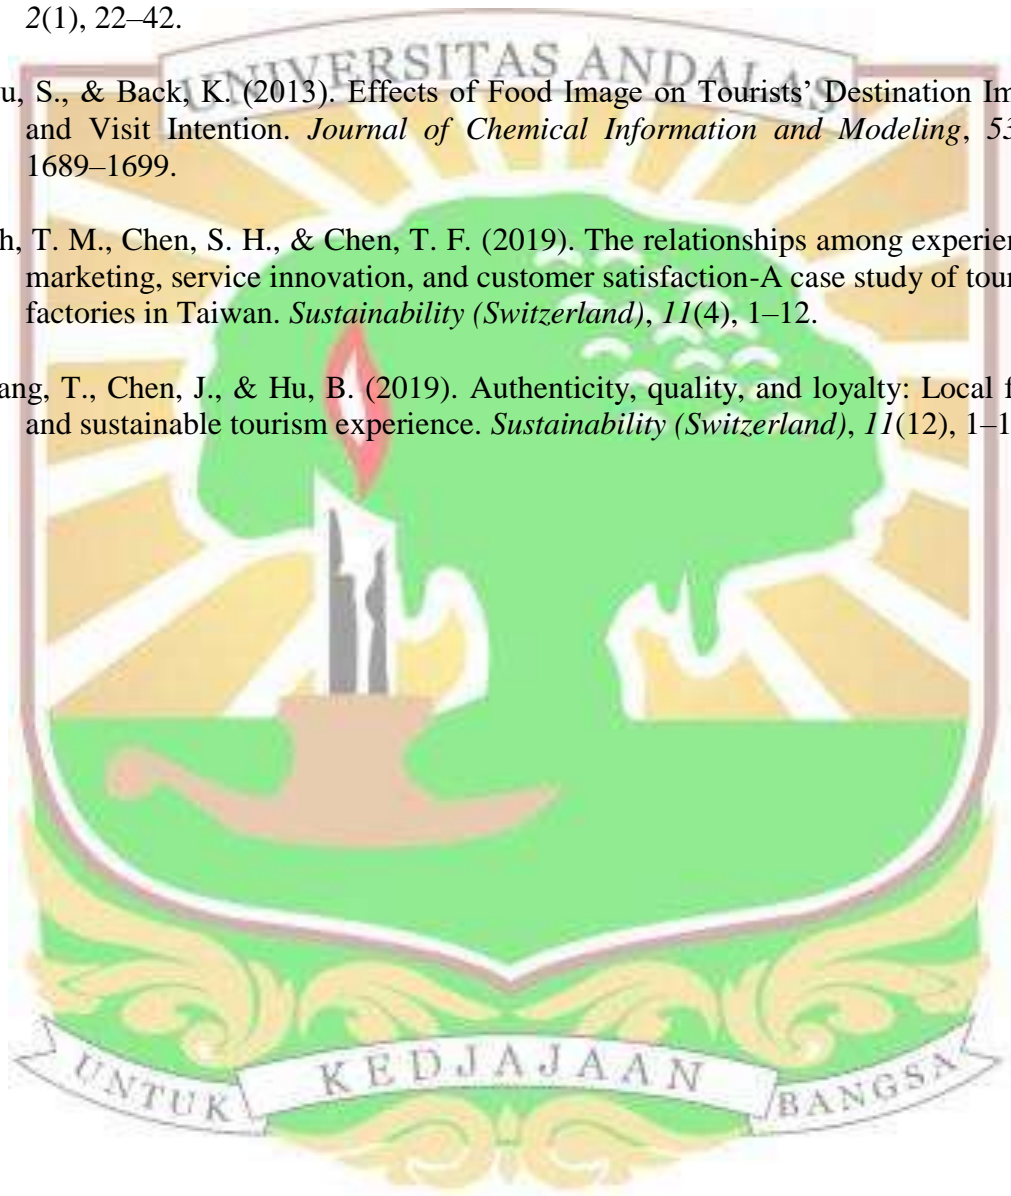 2(1), 22–42.
UNIVERSITAS ANDALAS
u, S., & Back, K. (2013). Effects of Food Image on Tourists’ Destination Im
and Visit Intention. Journal of Chemical Information and Modeling, 53
1689–1699.
h, T. M., Chen, S. H., & Chen, T. F. (2019). The relationships among experien
marketing, service innovation, and customer satisfaction-A case study of tour
factories in Taiwan. Sustainability (Switzerland), 11(4), 1–12.
ang, T., Chen, J., & Hu, B. (2019). Authenticity, quality, and loyalty: Local f
and sustainable tourism experience. Sustainability (Switzerland), 11(12), 1–1
UNTUK KEDJAJAAN BANGSA